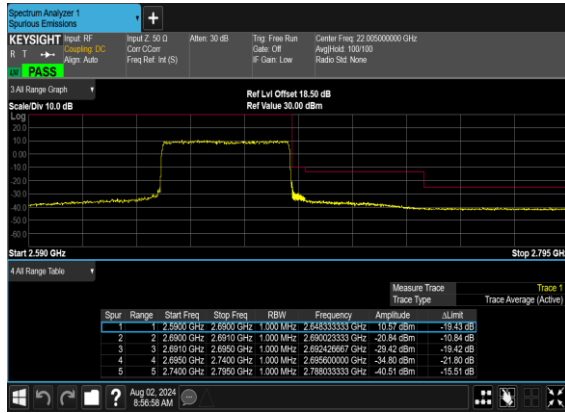 Spectrum Analyzer 1
Spurious Emissions
KEYSIGHT Input: RF Input Z: 50 Ω Atten: 30 dB Trig: Free Run Center Freq: 22.005000000 GHz
R T Coupling: DC Corr CCorr Gate: Off Avg|Hold: 100/100
Align: Auto Freq Ref: Int (S) IF Gain: Low Radio Std: None
PASS
3 All Range Graph Ref Lvl Offset 18.50 dB
Scale/Div 10.0 dB Ref Value 30.00 dBm
Log
20.0
10.0
0.00
-10.0
-20.0
-30.0
-40.0
-50.0
-60.0
Start 2.590 GHz Stop 2.795 GH
4 All Range Table
Measure Trace Trace 1
Trace Type Trace Average (Active)
Spur Range Start Freq Stop Freq RBW Frequency Amplitude ΔLimit
1 1 2.5900 GHz 2.6900 GHz 1.000 MHz 2.648333333 GHz 10.57 dBm -19.43 dB
2 2 2.6900 GHz 2.6910 GHz 1.000 MHz 2.690023333 GHz -20.84 dBm -10.84 dB
3 3 2.6910 GHz 2.6950 GHz 1.000 MHz 2.692426667 GHz -29.42 dBm -19.42 dB
4 4 2.6950 GHz 2.7400 GHz 1.000 MHz 2.695600000 GHz -34.80 dBm -21.80 dB
5 5 2.7400 GHz 2.7950 GHz 1.000 MHz 2.788033333 GHz -40.51 dBm -15.51 dB
? Aug 02, 2024
8:56:58 AM